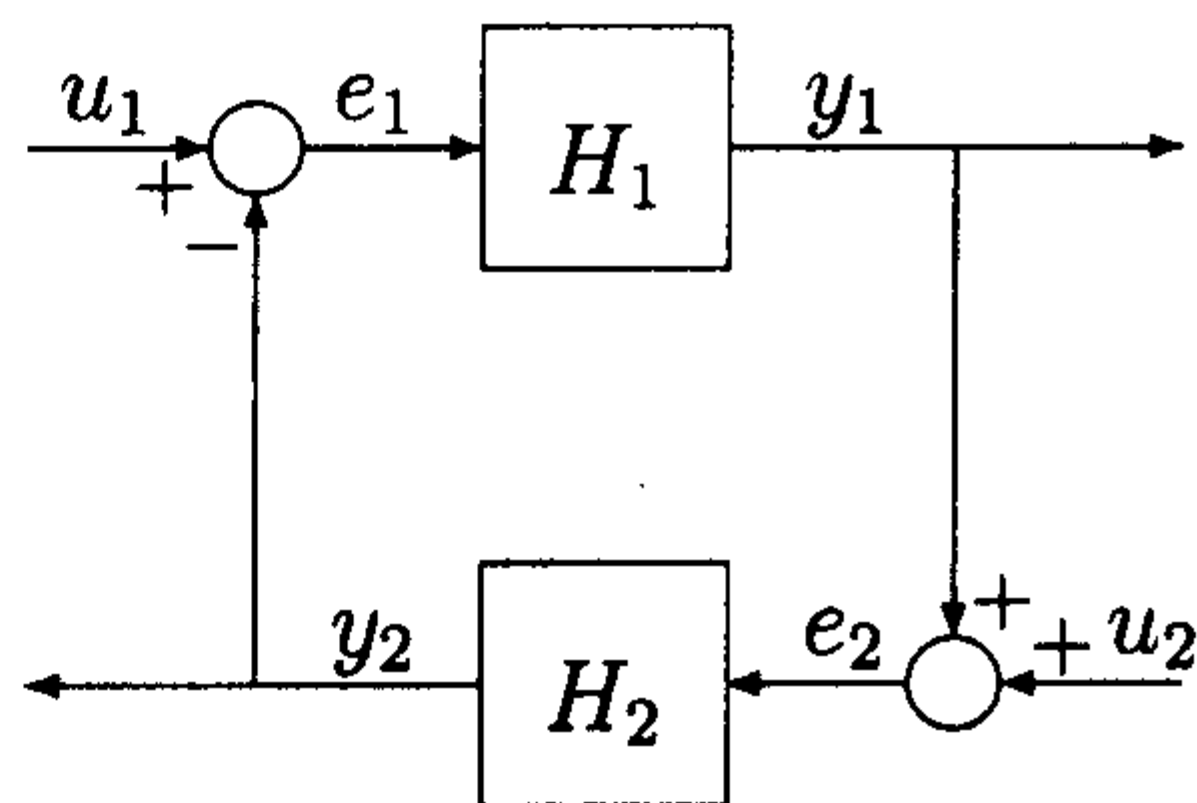 u₁ e₁ y₁
+ H₁
−
+
y₂ e₂ + u₂
H₂